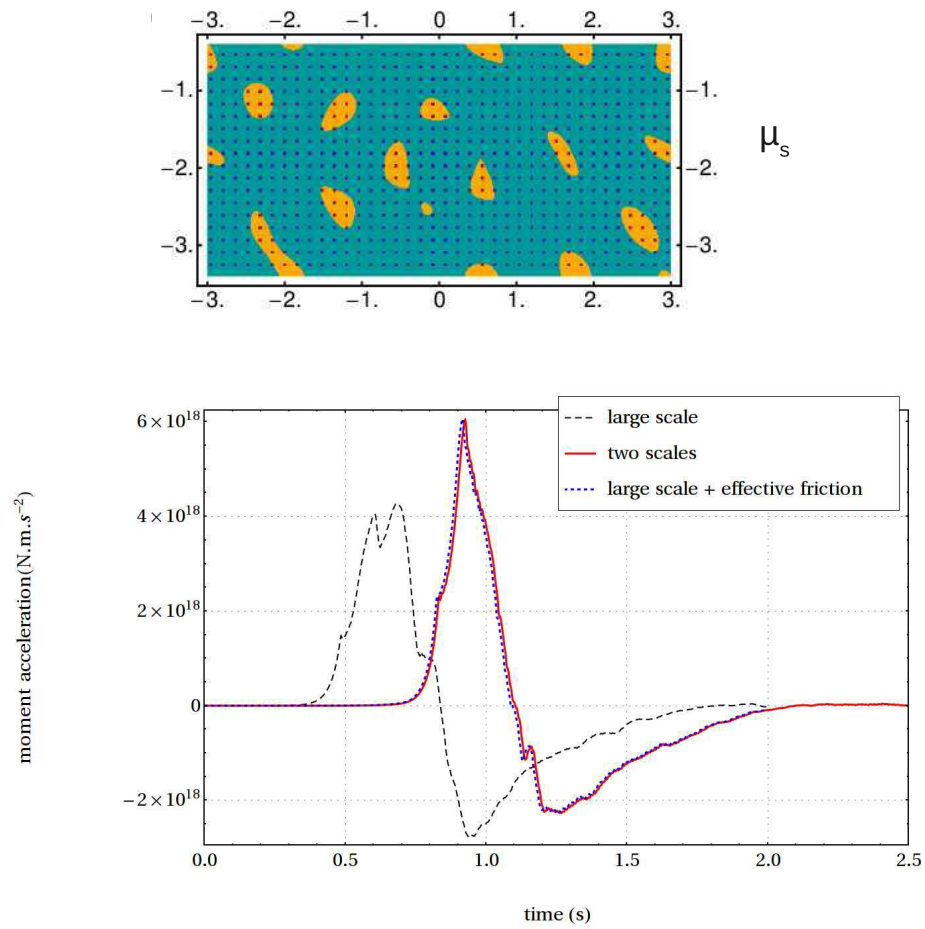 −3. −2. −1. 0 1. 2. 3.
−1. −1.
μs
−2. −2.
−3. −3.
−3. −2. −1. 0 1. 2. 3.
6×10^18
large scale
two scales
large scale + effective friction
4×10^18
2×10^18
0
−2×10^18
moment acceleration(N.m.s^−2)
0.0 0.5 1.0 1.5 2.0 2.5
time (s)